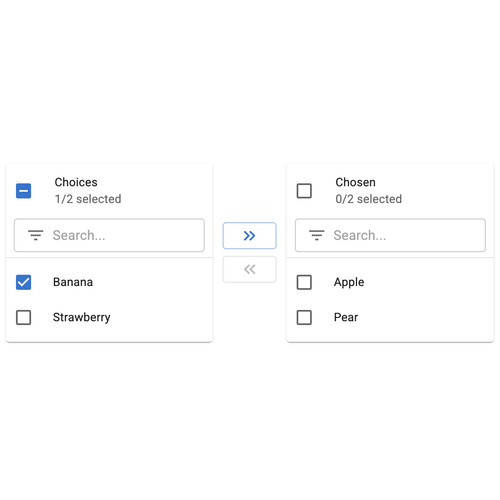 Choices
1/2 selected
Search...
Banana
Strawberry
Chosen
0/2 selected
Search...
Apple
Pear